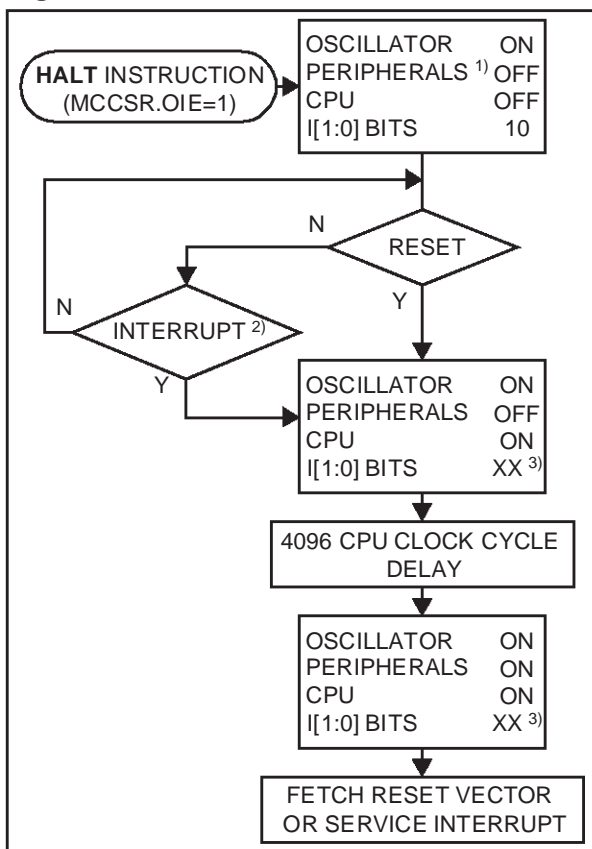 HALT INSTRUCTION
(MCCSR.OIE=1)
OSCILLATOR ON
PERIPHERALS 1) OFF
CPU OFF
I[1:0] BITS 10
N
RESET
Y
N
INTERRUPT 2)
Y
OSCILLATOR ON
PERIPHERALS OFF
CPU ON
I[1:0] BITS XX 3)
4096 CPU CLOCK CYCLE
DELAY
OSCILLATOR ON
PERIPHERALS ON
CPU ON
I[1:0] BITS XX 3)
FETCH RESET VECTOR
OR SERVICE INTERRUPT